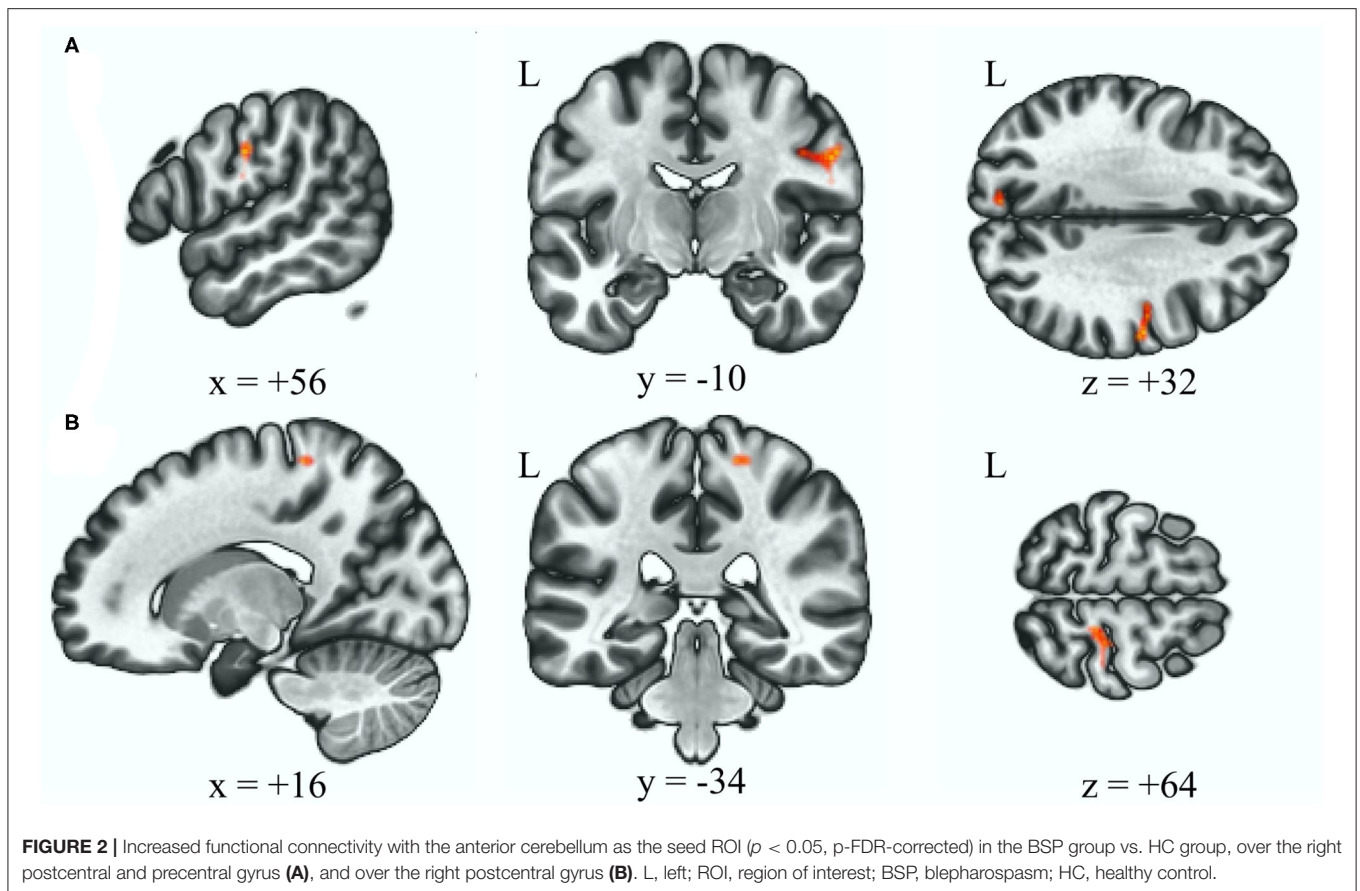 A
L
L
x = +56
y = -10
z = +32
B
L
L
x = +16
y = -34
z = +64
FIGURE 2 | Increased functional connectivity with the anterior cerebellum as the seed ROI (p < 0.05, p-FDR-corrected) in the BSP group vs. HC group, over the right
postcentral and precentral gyrus (A), and over the right postcentral gyrus (B). L, left; ROI, region of interest; BSP, blepharospasm; HC, healthy control.